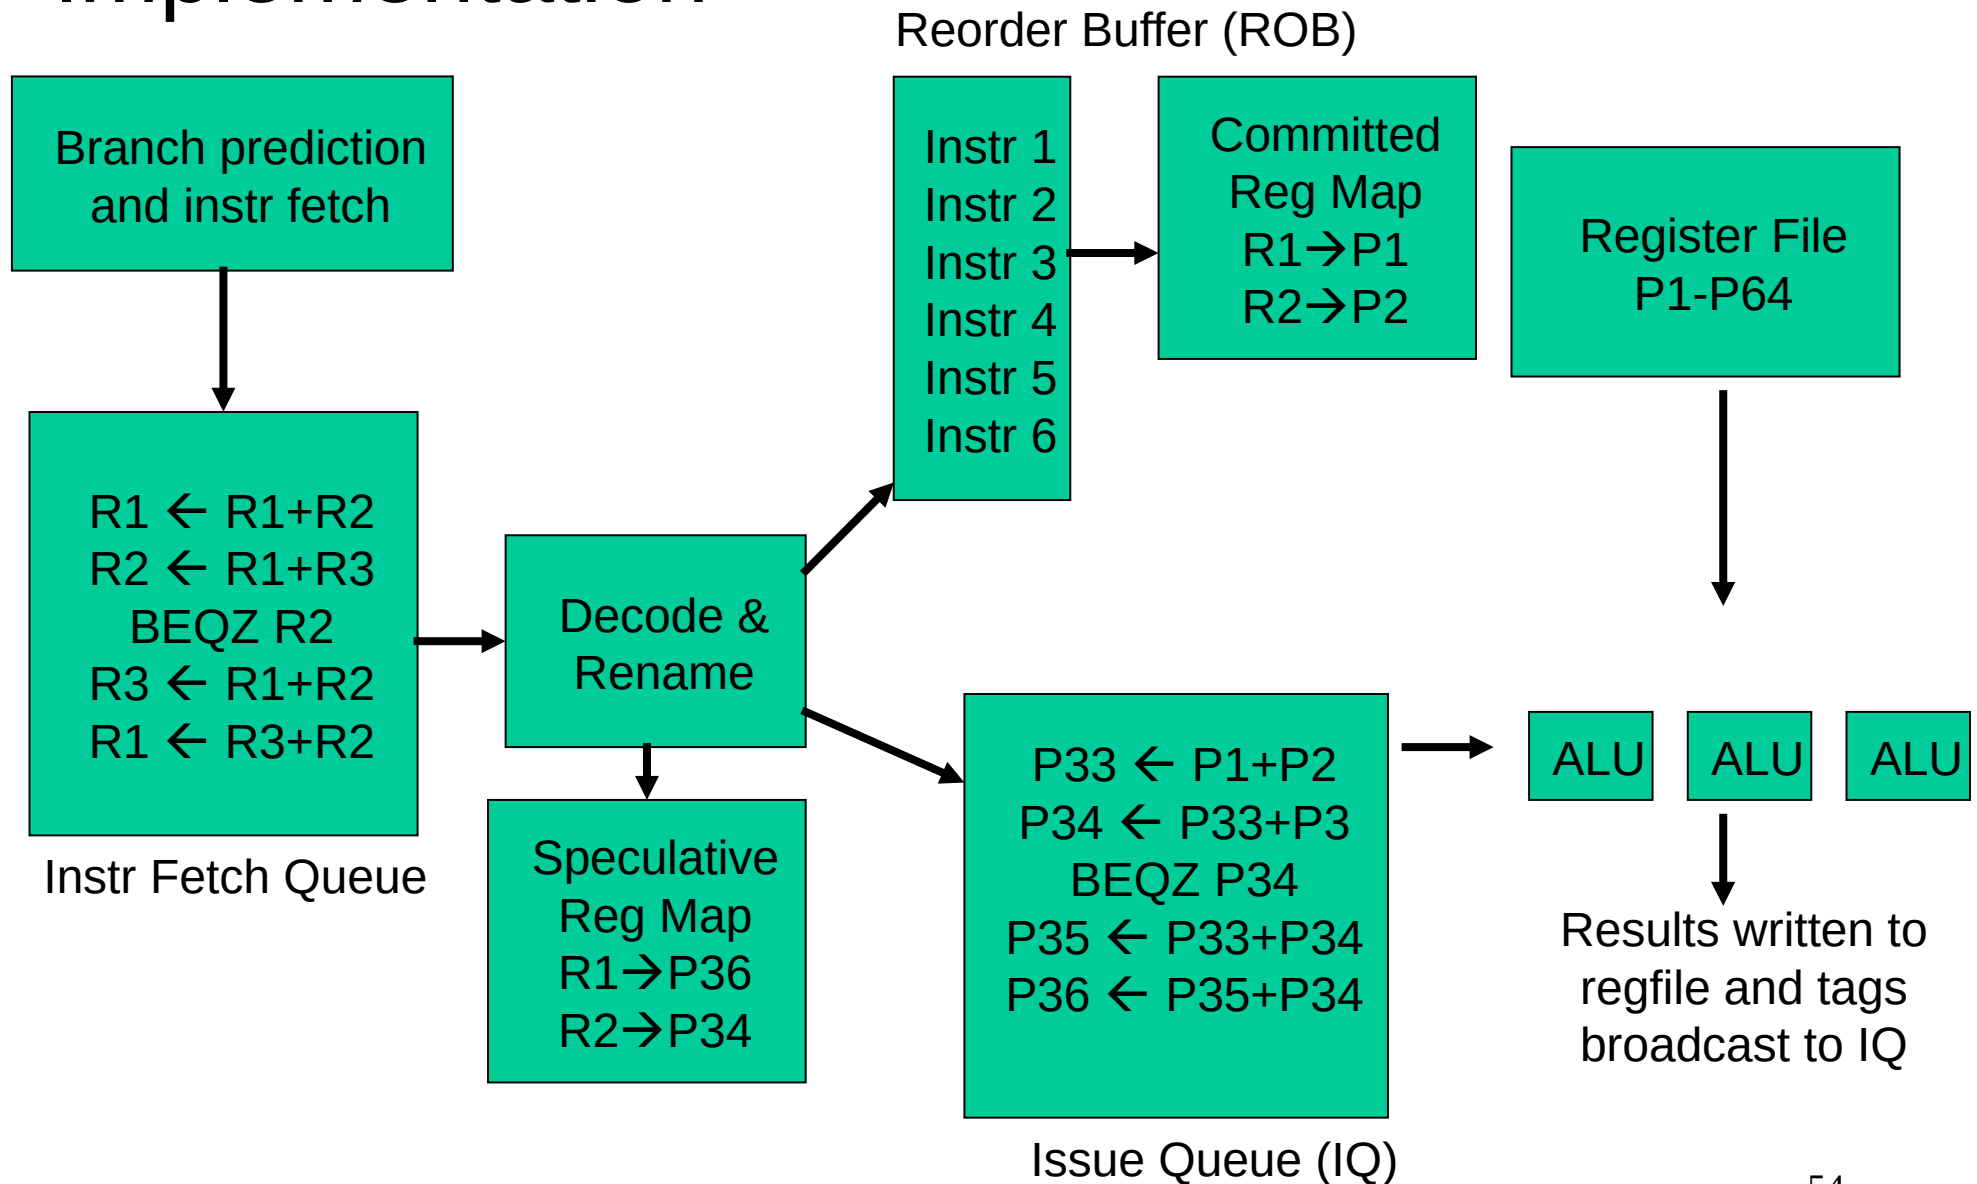 Implementation
Reorder Buffer (ROB)
Branch prediction
and instr fetch
Instr 1
Instr 2
Instr 3
Instr 4
Instr 5
Instr 6
Committed
Reg Map
R1→P1
R2→P2
Register File
P1-P64
R1 ← R1+R2
R2 ← R1+R3
BEQZ R2
R3 ← R1+R2
R1 ← R3+R2
Instr Fetch Queue
Decode &
Rename
Speculative
Reg Map
R1→P36
R2→P34
P33 ← P1+P2
P34 ← P33+P3
BEQZ P34
P35 ← P33+P34
P36 ← P35+P34
Issue Queue (IQ)
ALU
ALU
ALU
Results written to
regfile and tags
broadcast to IQ
54